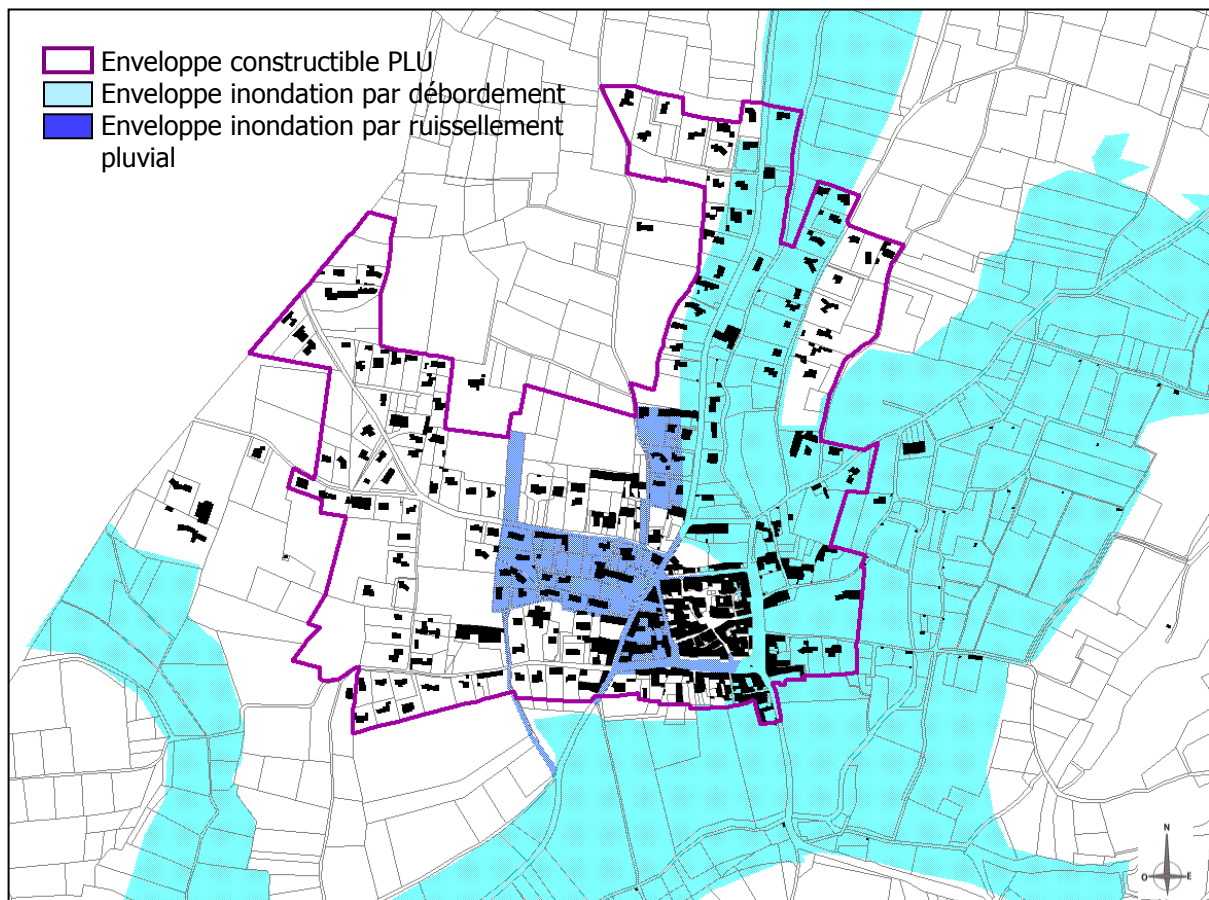 Enveloppe constructible PLU
Enveloppe inondation par débordement
Enveloppe inondation par ruissellement
pluvial
N
O E